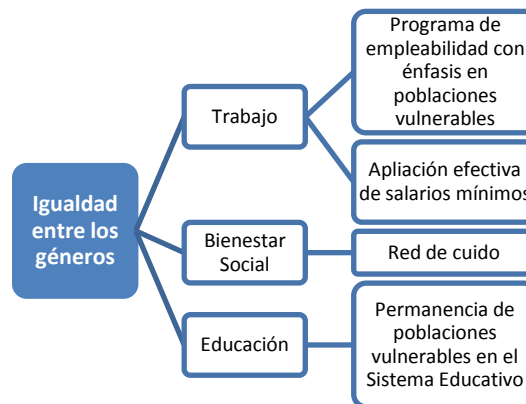 Igualdad
entre los
géneros
Trabajo
Programa de
empleabilidad con
énfasis en
poblaciones
vulnerables
Apliación efectiva
de salarios mínimos
Bienestar
Social
Red de cuido
Educación
Permanencia de
poblaciones
vulnerables en el
Sistema Educativo